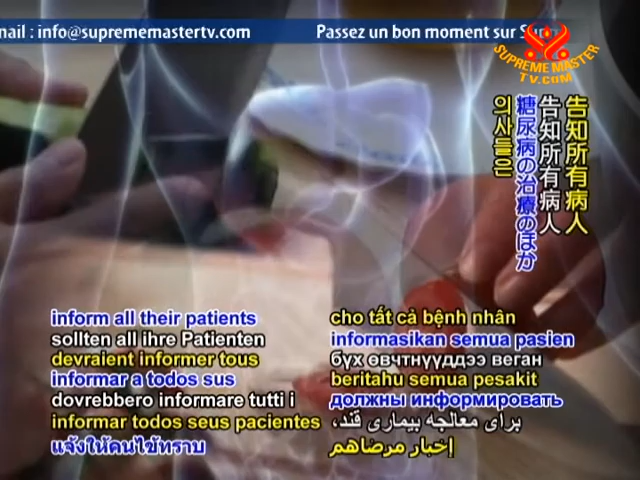 mail : info@suprememastertv.com
Passez un bon moment sur
SUPREME MASTER
TV.COM
告知所有病人
告知所有病人
糖尿病の治療のほか
의사들은
inform all their patients
sollten all ihre Patienten
devraient informer tous
informar a todos sus
dovrebbero informare tutti i
informar todos seus pacientes
แจ้งให้คนไข้ทราบ
cho tất cả bệnh nhân
informasikan semua pasien
бүх өвчтнүүддээ веган
beritahu semua pesakit
должны информировать
برای معالجه بیماری قند،
إخبار مرضاهم